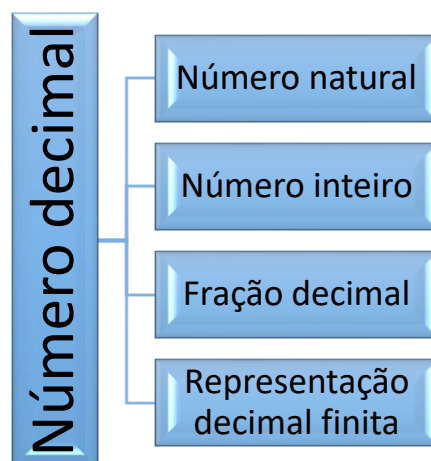 Número decimal
Número natural
Número inteiro
Fração decimal
Representação
decimal finita